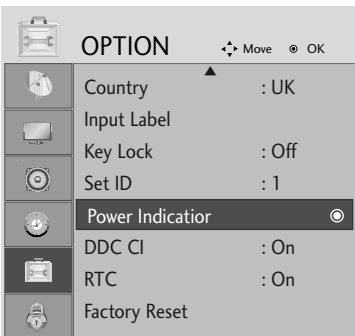 OPTION Move OK
Country : UK
Input Label
Key Lock : Off
Set ID : 1
Power Indicatior
DDC CI : On
RTC : On
Factory Reset